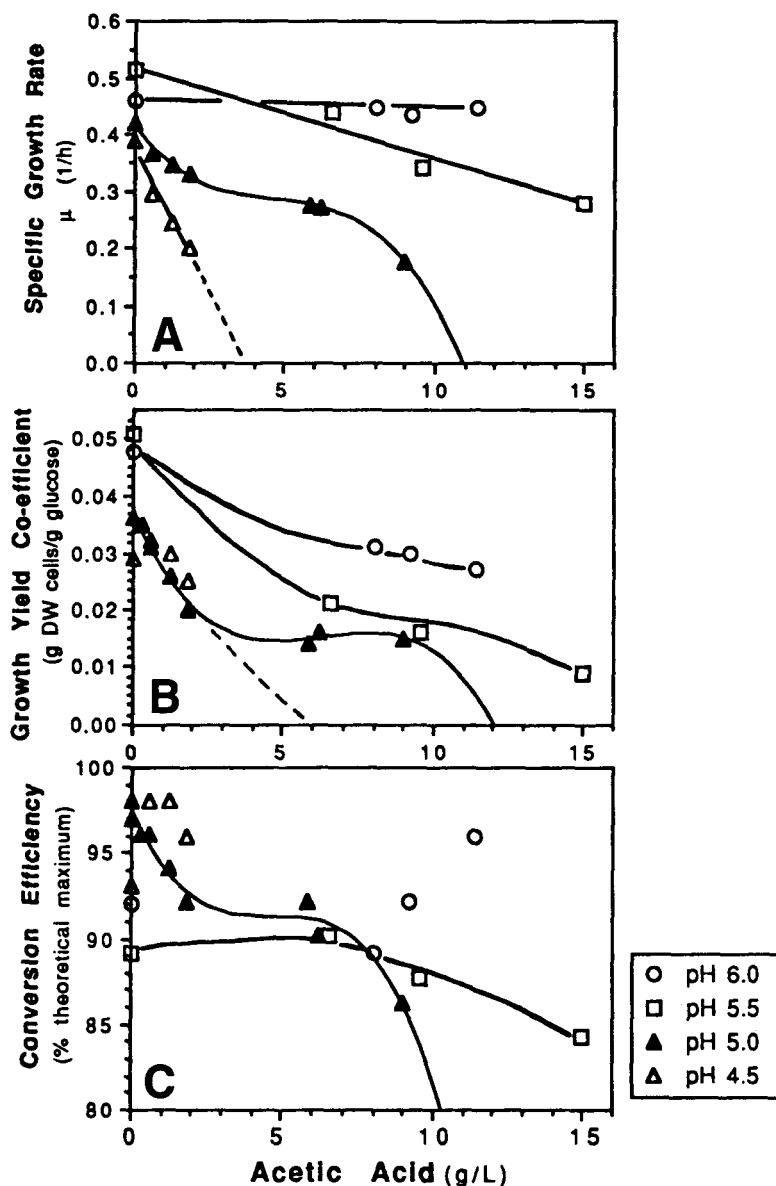 Specific Growth Rate
μ (1/h)
0.6
0.5
0.4
0.3
0.2
0.1
0.0
A
0
5
10
15
Growth Yield Co-efficient
(g DW cells/g glucose)
0.05
0.04
0.03
0.02
0.01
0.00
B
0
5
10
15
Conversion Efficiency
(% theoretical maximum)
100
95
90
85
80
C
0
5
10
15
Acetic Acid (g/L)
pH 6.0
pH 5.5
pH 5.0
pH 4.5